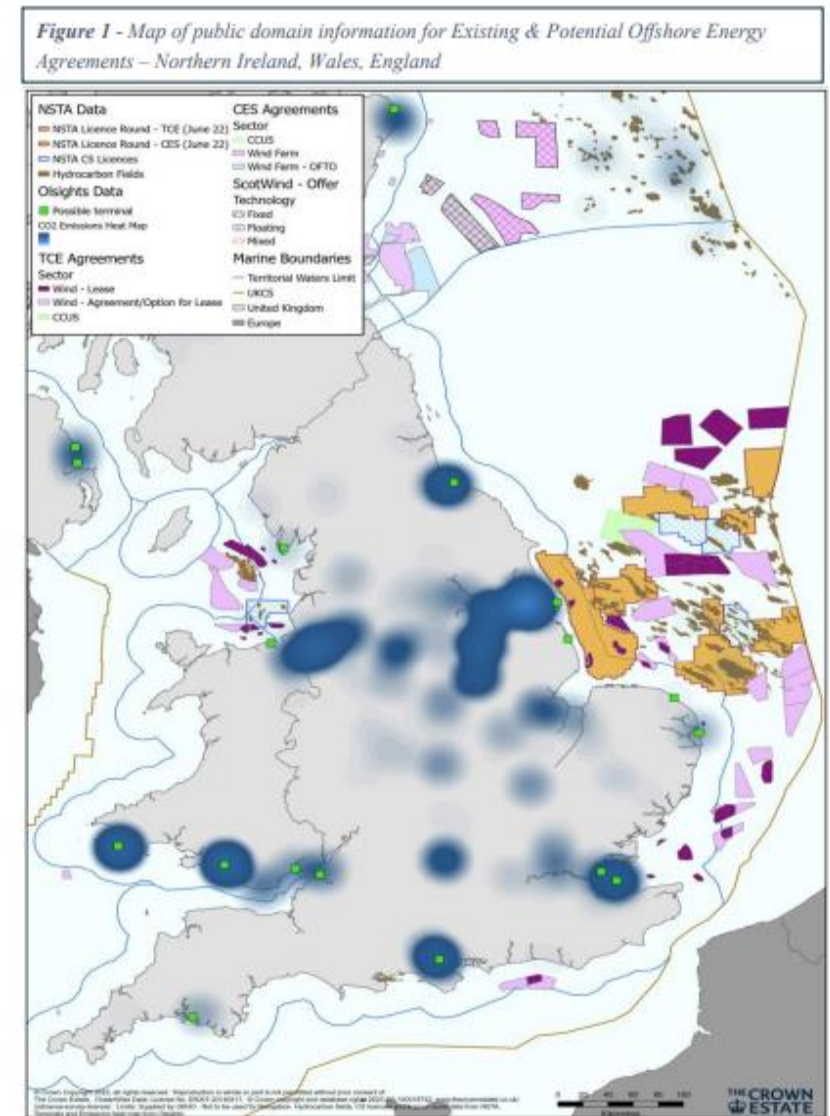 Figure 1 - Map of public domain information for Existing & Potential Offshore Energy
Agreements – Northern Ireland, Wales, England
NSTA Data
NSTA Licence Round - TCE (June 22)
NSTA Licence Round - CES (June 22)
NSTA CS Licences
Hydrocarbon Fields
Olsights Data
Possible terminal
CO2 Emissions Heat Map
TCE Agreements
Sector
Wind - Lease
Wind - Agreement/Option for Lease
CCUS
CES Agreements
Sector
CCUS
Wind Farm
Wind Farm - OFTO
ScotWind - Offer
Technology
Fixed
Floating
Mixed
Marine Boundaries
Territorial Waters Limit
UKCS
United Kingdom
Europe
THE CROWN
ESTATE